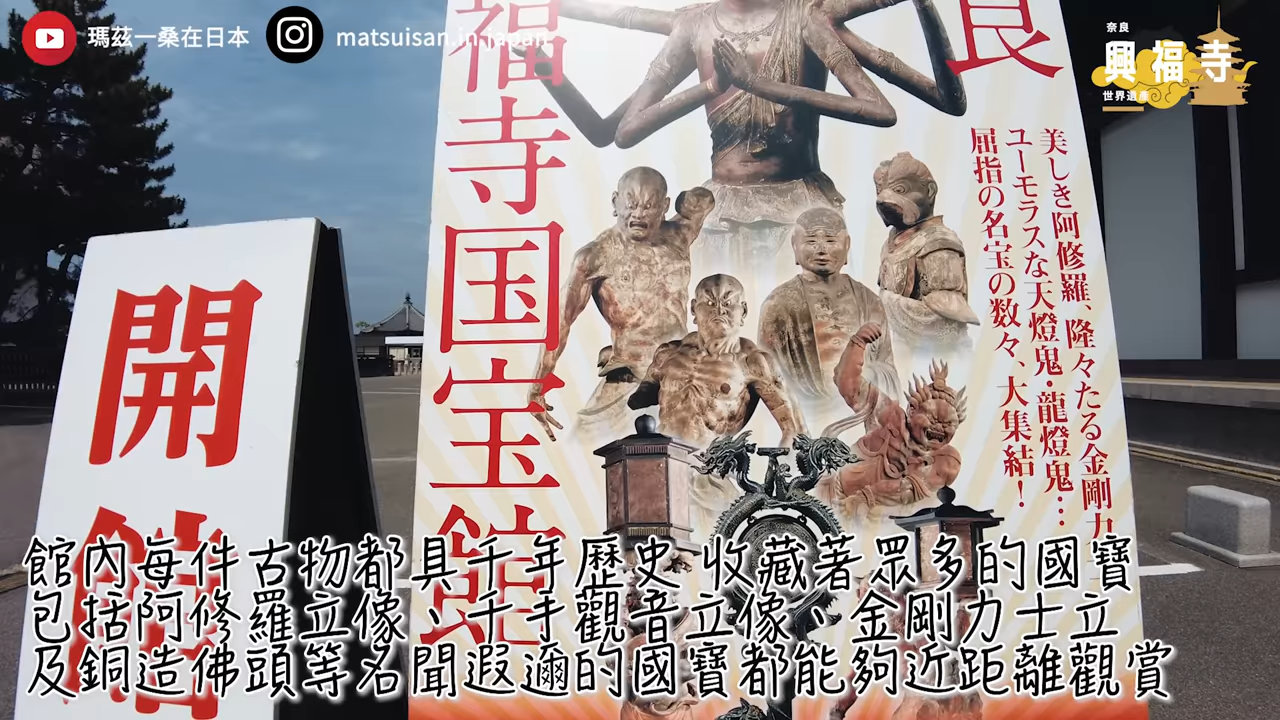 瑪茲一桑在日本
matsuisan.in.japan
奈良
興福寺
世界遺產
良
福寺国宝館
美しき阿修羅、隆々たる金剛力
ユーモラスな天燈鬼・龍燈鬼…
屈指の名宝の数々、大集結！
開館
館內每件古物都具千年歷史 收藏著眾多的國寶
包括阿修羅立像、千手觀音立像、金剛力士立
及銅造佛頭等名聞遐邇的國寶都能夠近距離觀賞